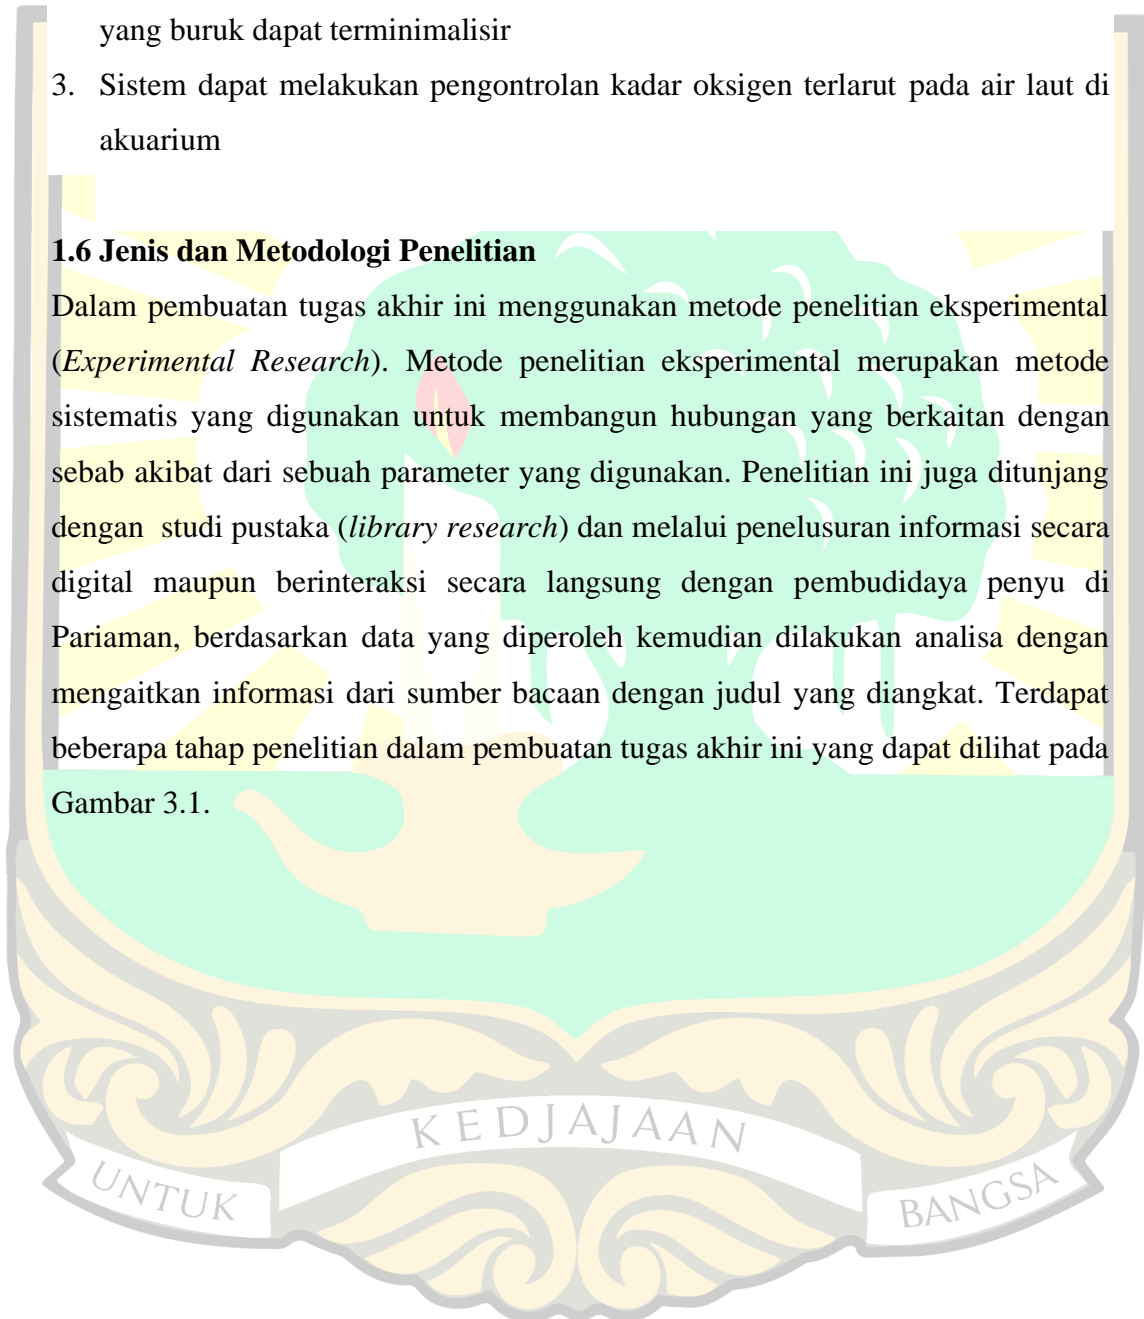 yang buruk dapat terminimalisir
3. Sistem dapat melakukan pengontrolan kadar oksigen terlarut pada air laut di
akuarium
1.6 Jenis dan Metodologi Penelitian
Dalam pembuatan tugas akhir ini menggunakan metode penelitian eksperimental
(Experimental Research). Metode penelitian eksperimental merupakan metode
sistematis yang digunakan untuk membangun hubungan yang berkaitan dengan
sebab akibat dari sebuah parameter yang digunakan. Penelitian ini juga ditunjang
dengan studi pustaka (library research) dan melalui penelusuran informasi secara
digital maupun berinteraksi secara langsung dengan pembudidaya penyu di
Pariaman, berdasarkan data yang diperoleh kemudian dilakukan analisa dengan
mengaitkan informasi dari sumber bacaan dengan judul yang diangkat. Terdapat
beberapa tahap penelitian dalam pembuatan tugas akhir ini yang dapat dilihat pada
Gambar 3.1.
UNTUK KEDJAJAAN BANGSA